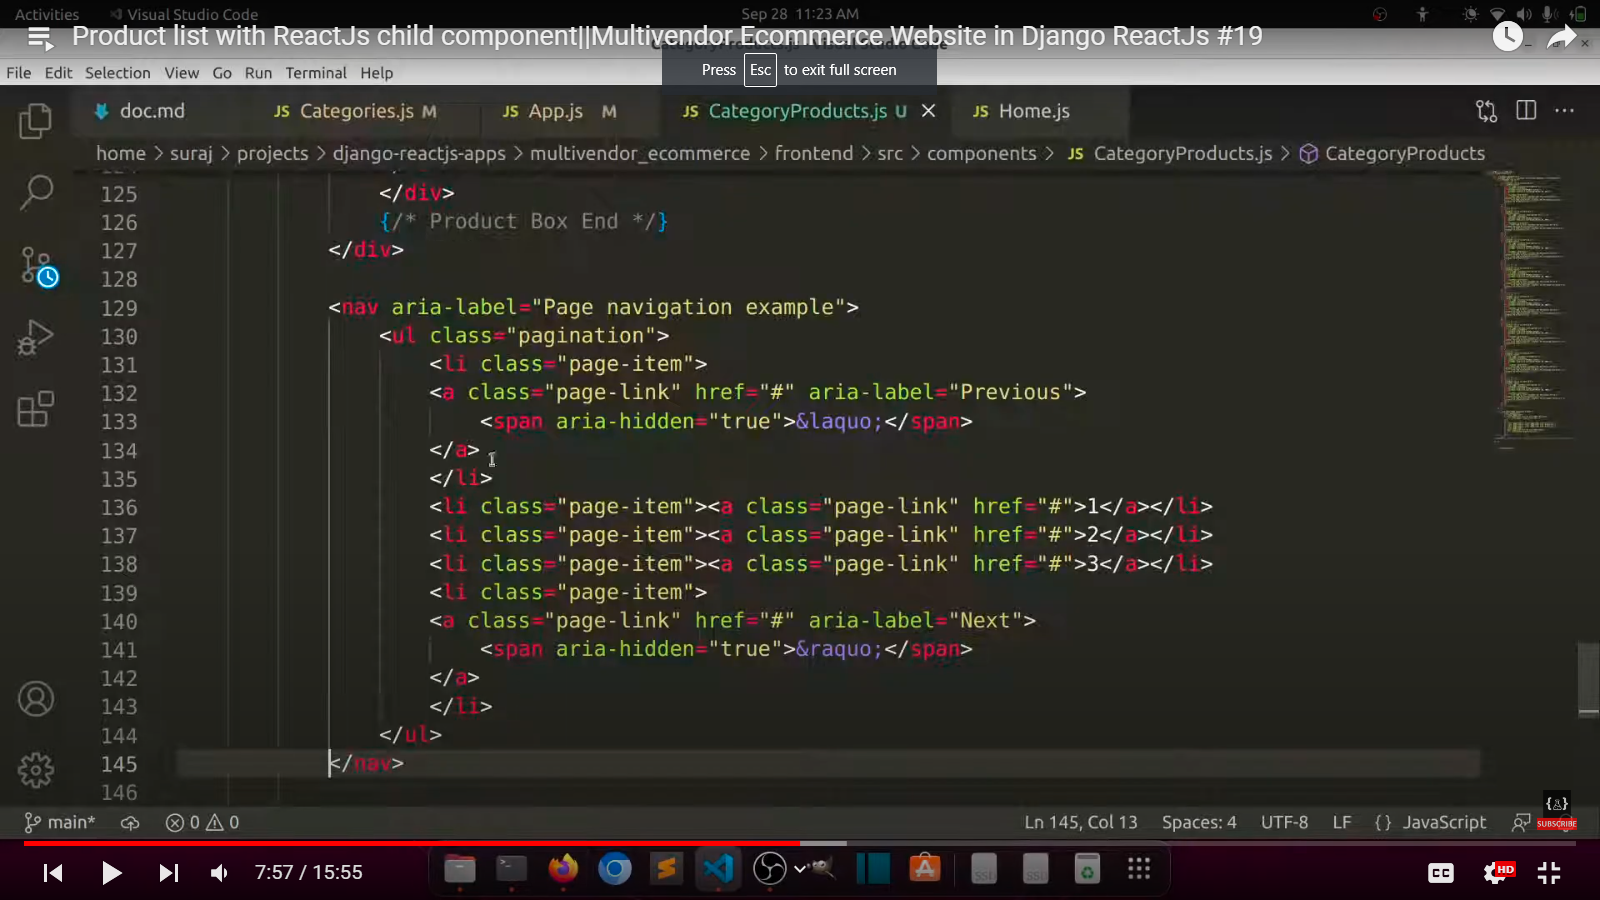 Activities
Visual Studio Code
Sep 28 11:23 AM
Product list with ReactJs child component||Multivendor Ecommerce Website in Django ReactJs #19
Press Esc to exit full screen
File Edit Selection View Go Run Terminal Help
doc.md
JS Categories.js M
JS App.js M
JS CategoryProducts.js U
JS Home.js
home > suraj > projects > django-reactjs-apps > multivendor_ecommerce > frontend > src > components > JS CategoryProducts.js > CategoryProducts
125 </div>
126 {/* Product Box End */}
127 </div>
128
129 <nav aria-label="Page navigation example">
130 <ul class="pagination">
131 <li class="page-item">
132 <a class="page-link" href="#" aria-label="Previous">
133 <span aria-hidden="true">&laquo;</span>
134 </a>
135 </li>
136 <li class="page-item"><a class="page-link" href="#">1</a></li>
137 <li class="page-item"><a class="page-link" href="#">2</a></li>
138 <li class="page-item"><a class="page-link" href="#">3</a></li>
139 <li class="page-item">
140 <a class="page-link" href="#" aria-label="Next">
141 <span aria-hidden="true">&raquo;</span>
142 </a>
143 </li>
144 </ul>
145 </nav>
146
main* 0 0 Ln 145, Col 13 Spaces: 4 UTF-8 LF {} JavaScript
SUBSCRIBE
7:57 / 15:55
CC HD